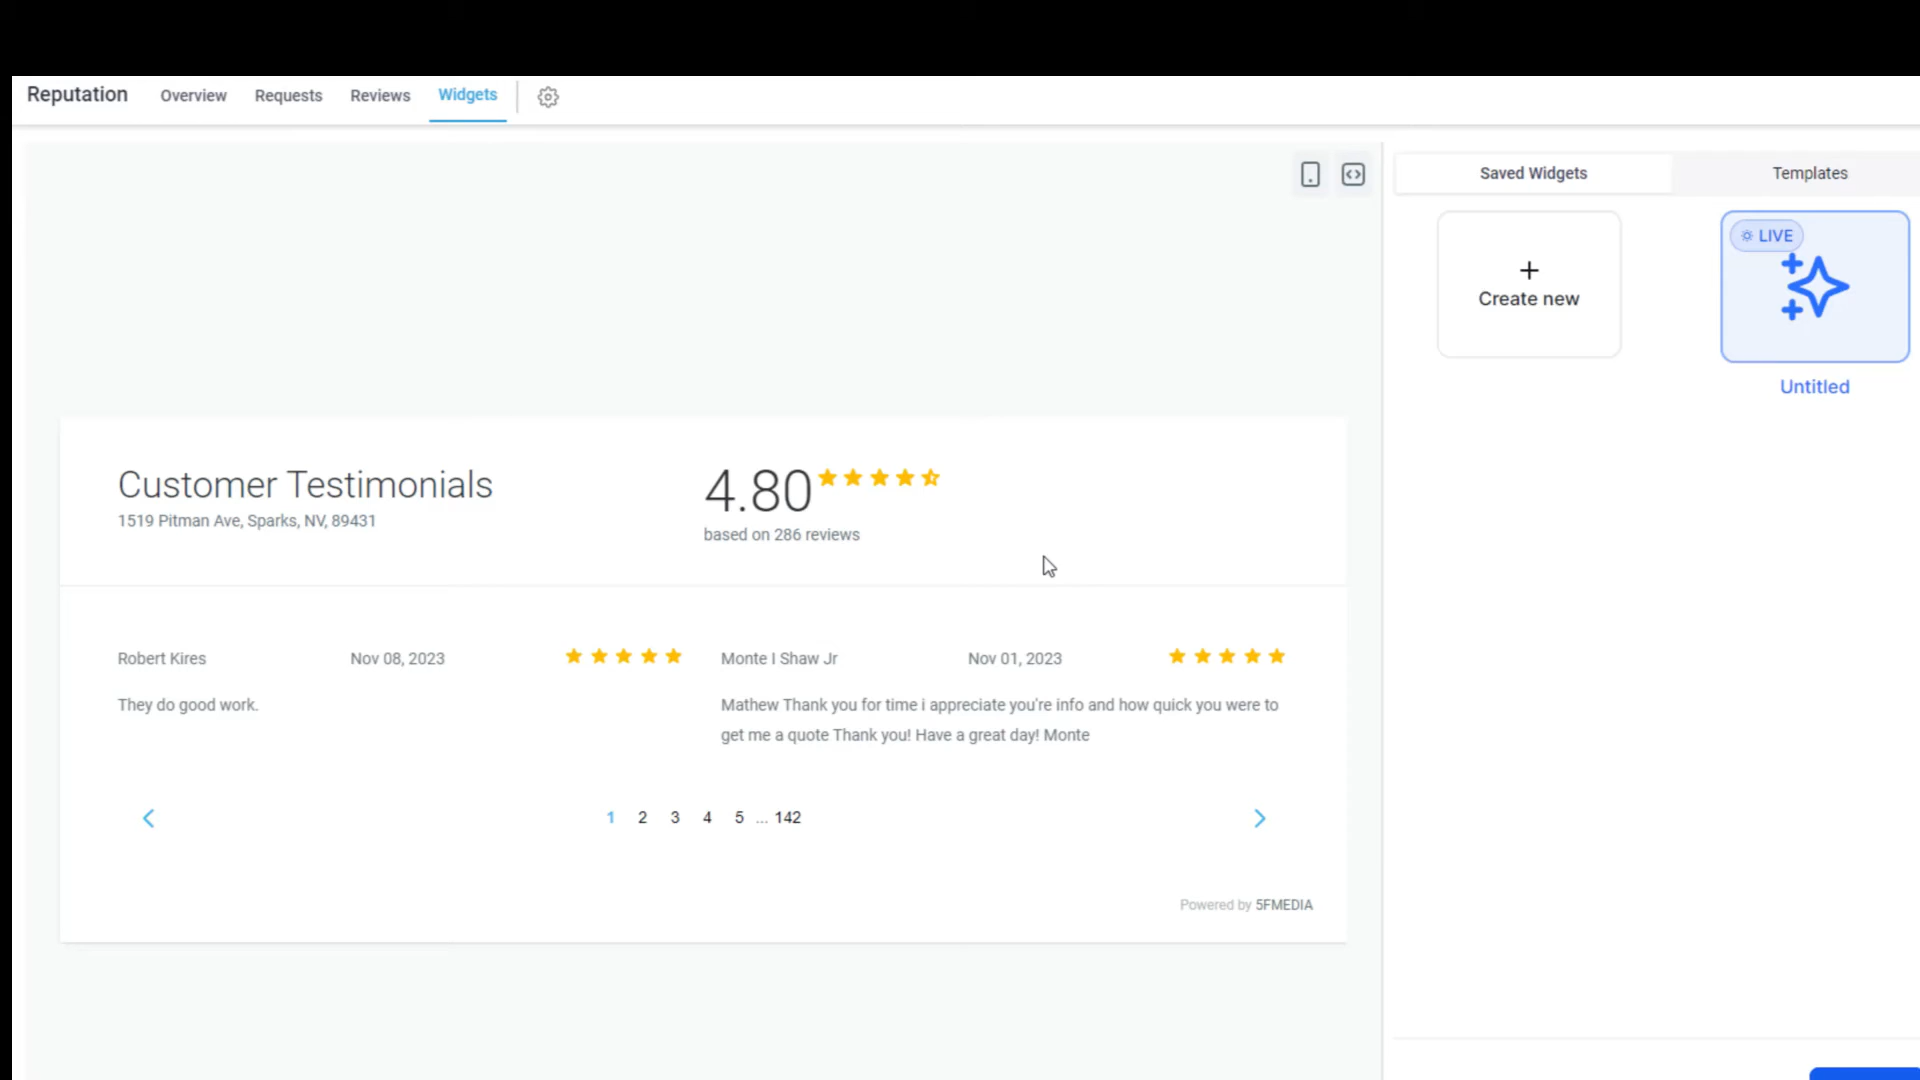 Reputation Overview Requests Reviews Widgets
Saved Widgets Templates
LIVE
+
Create new
Untitled
Customer Testimonials
1519 Pitman Ave, Sparks, NV, 89431
4.80
based on 286 reviews
Robert Kires Nov 08, 2023
They do good work.
Monte I Shaw Jr Nov 01, 2023
Mathew Thank you for time i appreciate you're info and how quick you were to
get me a quote Thank you! Have a great day! Monte
1 2 3 4 5 ... 142
Powered by 5FMEDIA